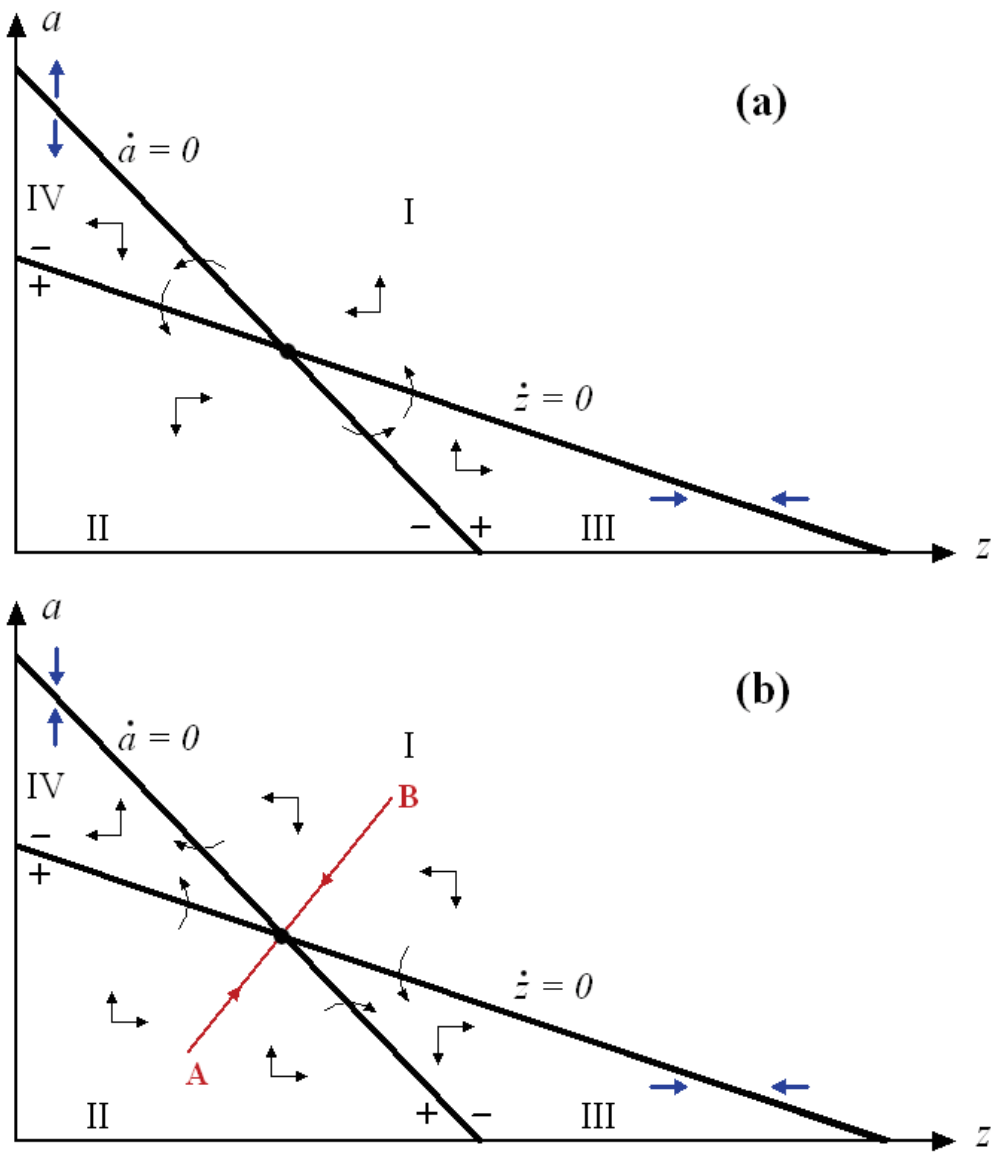 a
(a)
ȧ = 0
IV
I
−
+
ż = 0
II
− +
III
z
a
(b)
ȧ = 0
I
IV
B
−
+
ż = 0
A
II
+ −
III
z